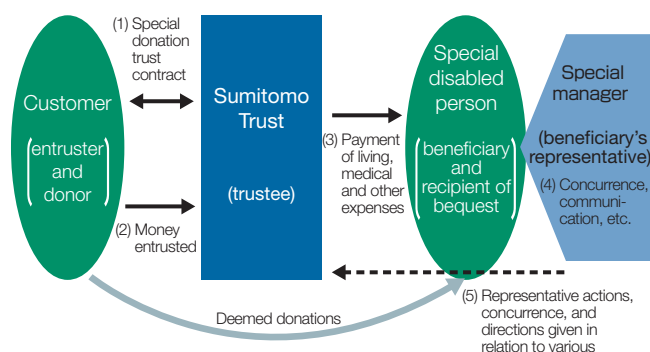 (1) Special
donation
trust
contract
Customer
(entruster
and
donor)
(2) Money
entrusted
Sumitomo
Trust
(trustee)
(3) Payment
of living,
medical
and other
expenses
Special
disabled
person
(beneficiary
and
recipient of
bequest)
Special
manager
(beneficiary's
representative)
(4) Concurrence,
communi-
cation, etc.
Deemed donations
(5) Representative actions,
concurrence, and
directions given in
relation to various